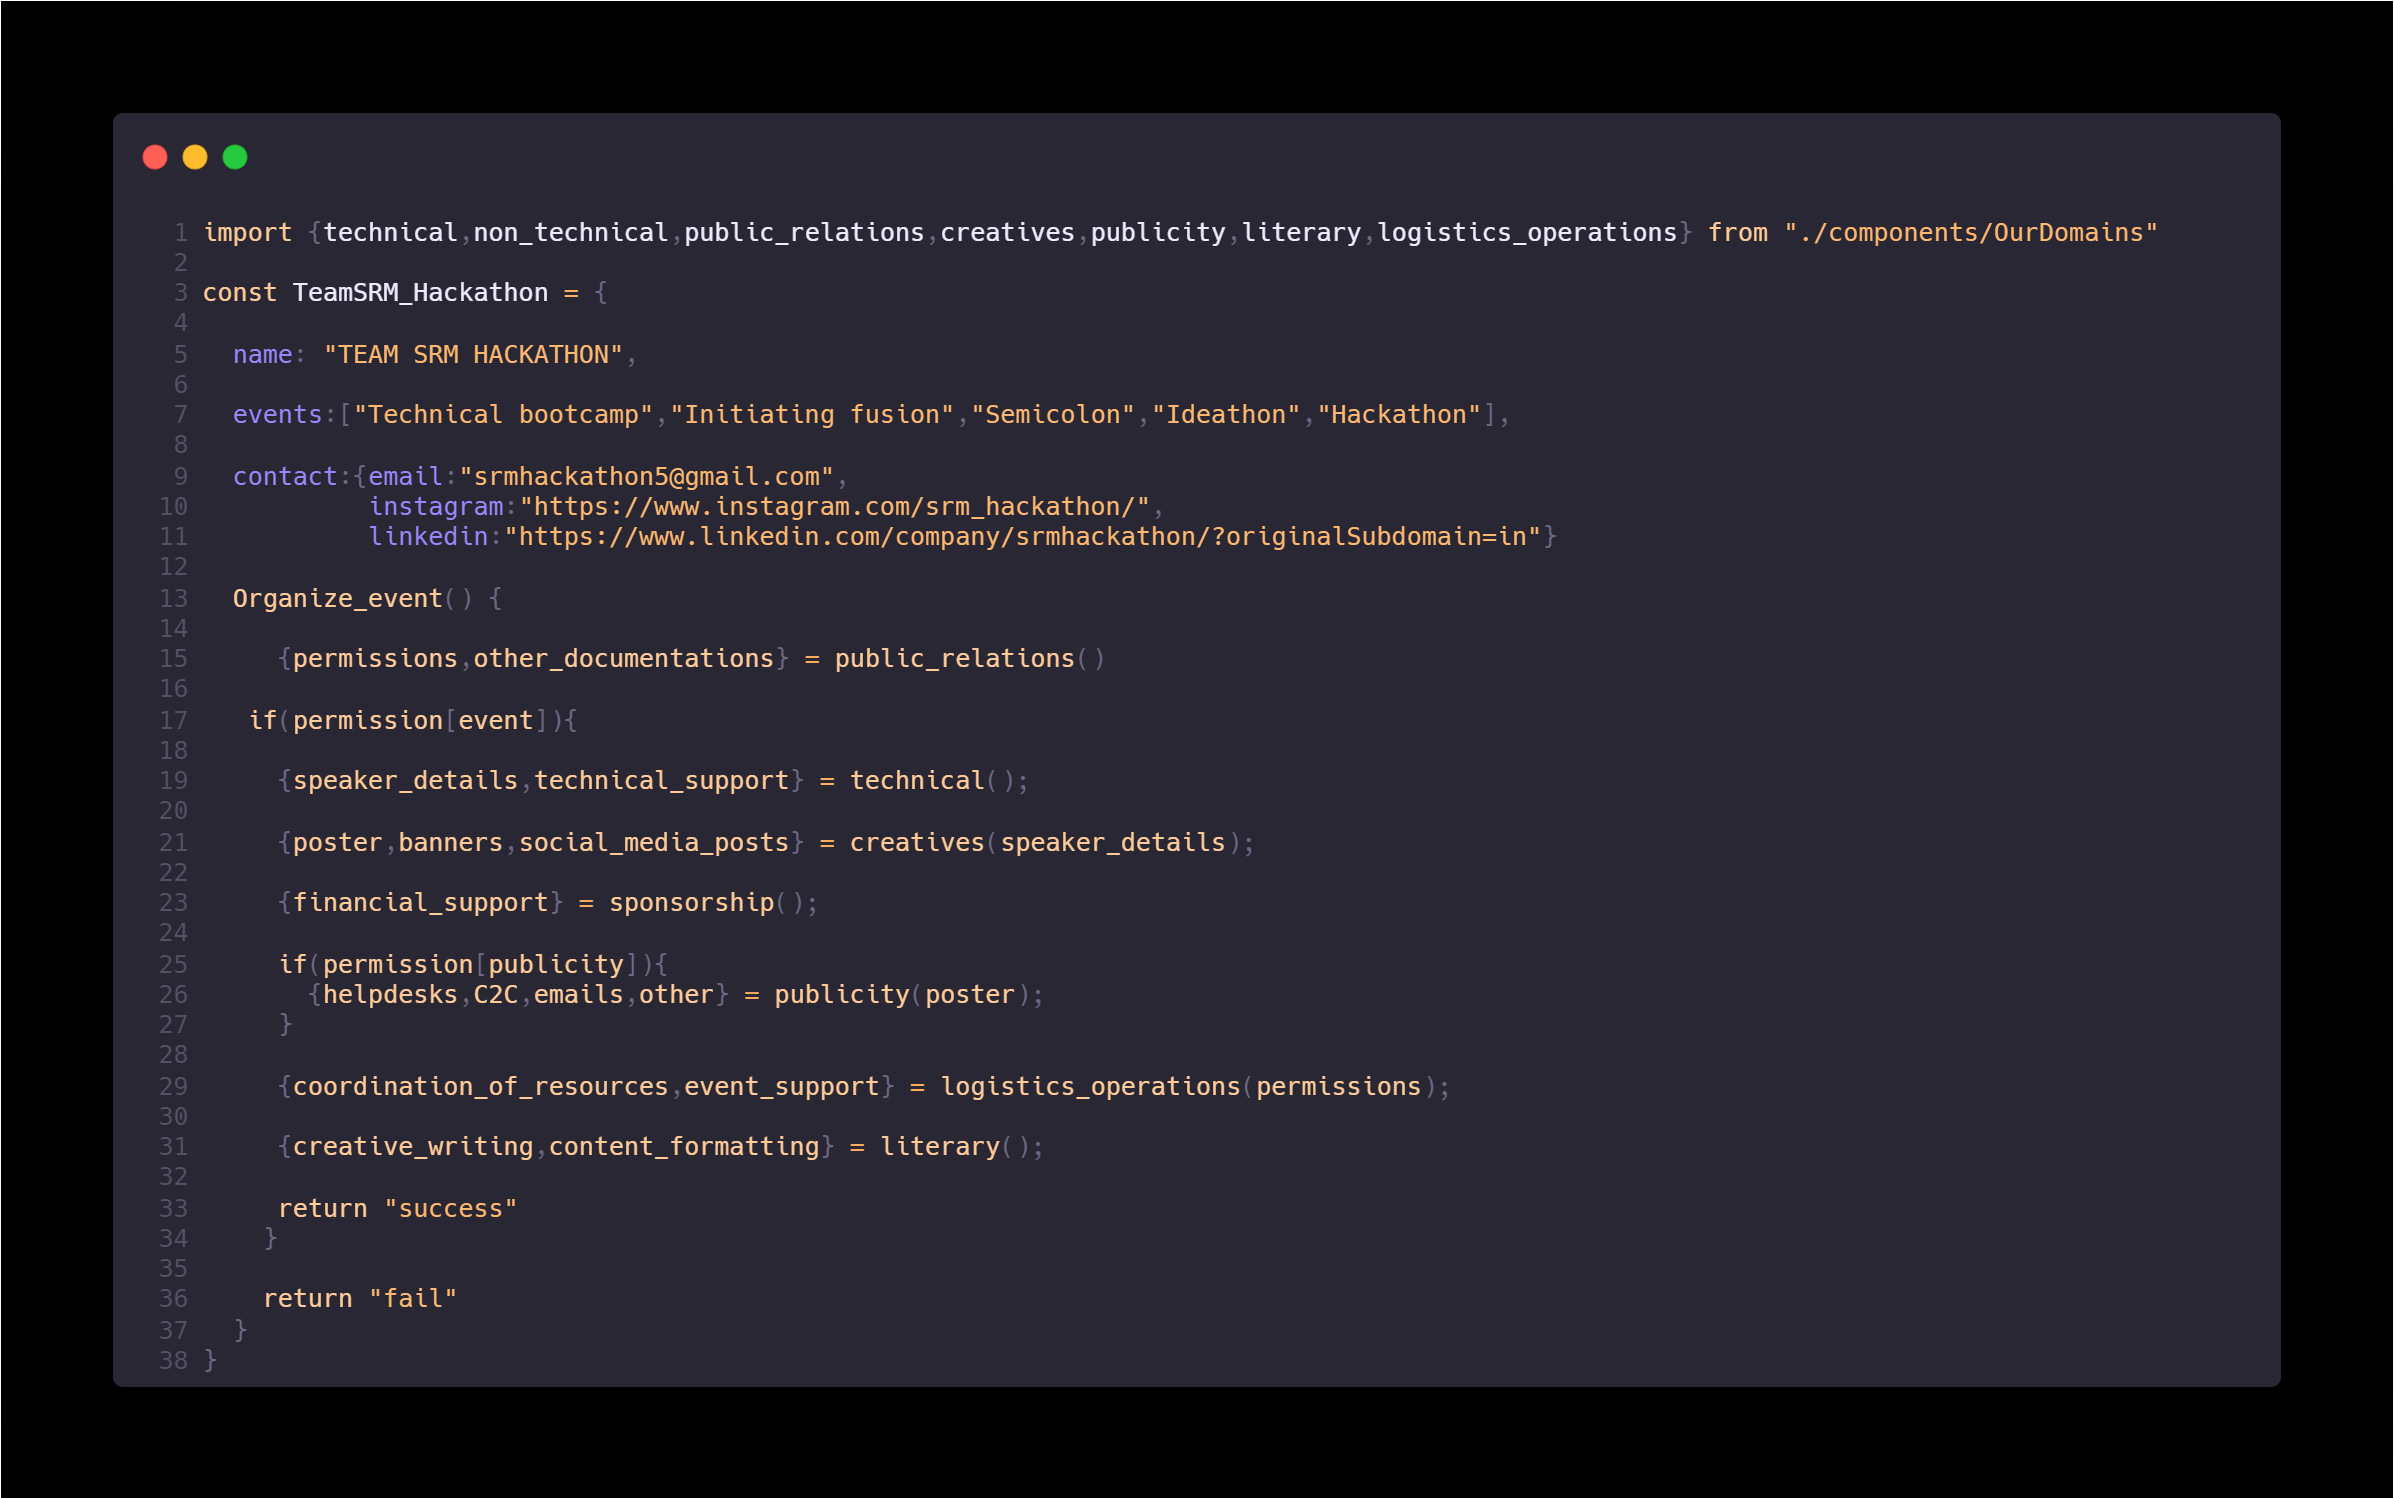 1 import {technical,non_technical,public_relations,creatives,publicity,literary,logistics_operations} from "./components/OurDomains"
2
3 const TeamSRM_Hackathon = {
4
5   name: "TEAM SRM HACKATHON",
6
7   events:["Technical bootcamp","Initiating fusion","Semicolon","Ideathon","Hackathon"],
8
9   contact:{email:"srmhackathon5@gmail.com",
10            instagram:"https://www.instagram.com/srm_hackathon/",
11            linkedin:"https://www.linkedin.com/company/srmhackathon/?originalSubdomain=in"}
12
13   Organize_event() {
14
15      {permissions,other_documentations} = public_relations()
16
17    if(permission[event]){
18
19      {speaker_details,technical_support} = technical();
20
21      {poster,banners,social_media_posts} = creatives(speaker_details);
22
23      {financial_support} = sponsorship();
24
25      if(permission[publicity]){
26        {helpdesks,C2C,emails,other} = publicity(poster);
27      }
28
29      {coordination_of_resources,event_support} = logistics_operations(permissions);
30
31      {creative_writing,content_formatting} = literary();
32
33      return "success"
34     }
35
36     return "fail"
37   }
38 }